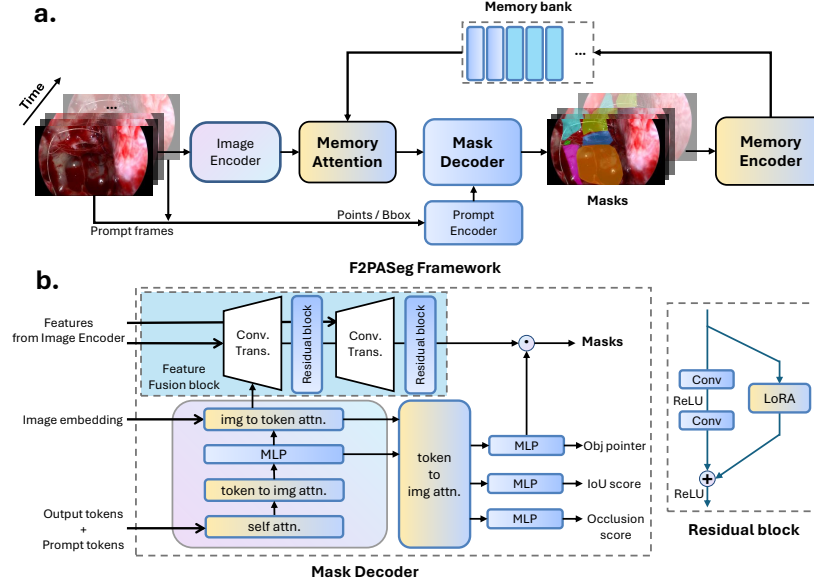 a.
Memory bank
...
Time
...
Image
Encoder
Memory
Attention
Mask
Decoder
Memory
Encoder
Masks
Points / Bbox
Prompt
Encoder
Prompt frames
F2PASeg Framework
b.
Features
from Image Encoder
Conv.
Trans.
Residual block
Conv.
Trans.
Residual block
Feature
Fusion block
Masks
Image embedding
img to token attn.
MLP
token to img attn.
self attn.
Output tokens
+
Prompt tokens
token
to
img attn.
MLP
Obj pointer
MLP
IoU score
MLP
Occlusion
score
Mask Decoder
Conv
ReLU
Conv
LoRA
+
ReLU
Residual block